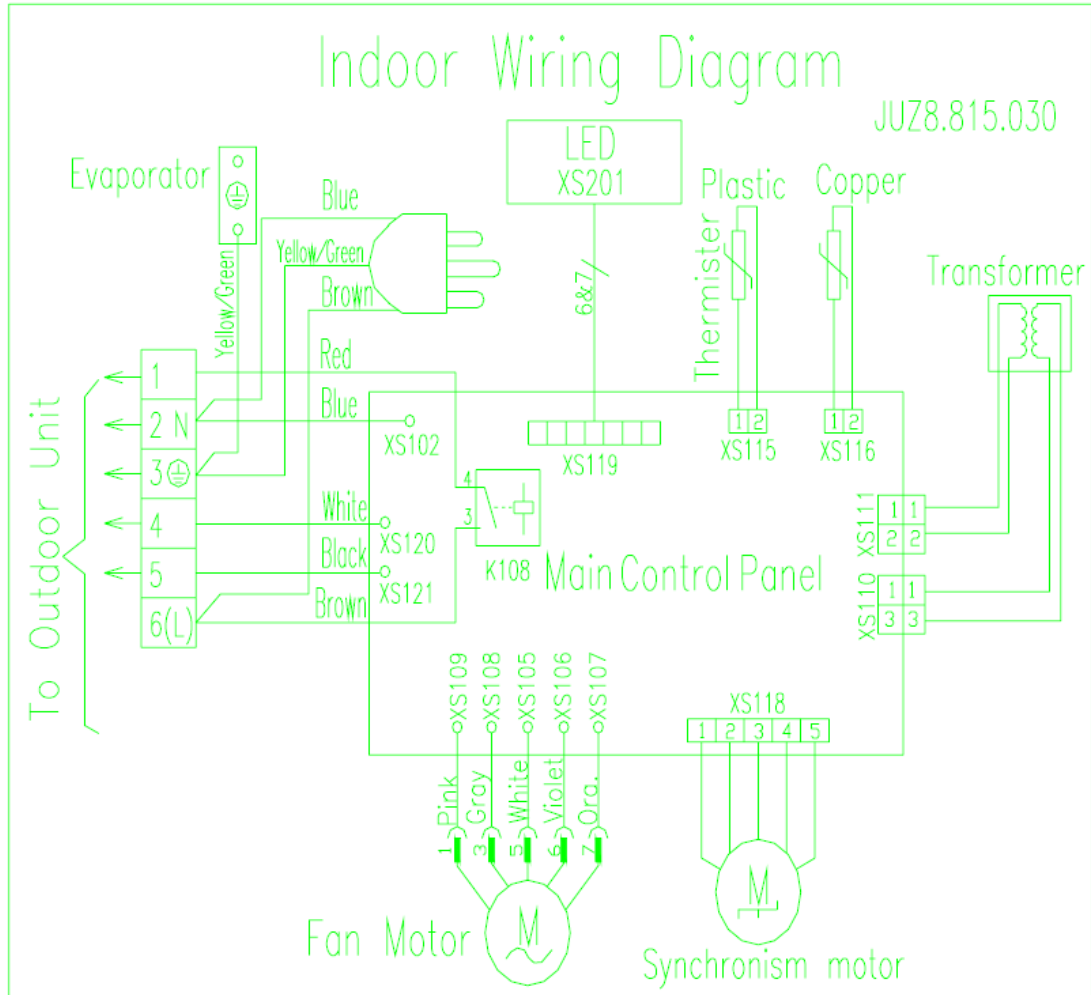 Indoor Wiring Diagram
JUZ8.815.030
LED
XS201
Evaporator
Blue
Plastic
Copper
Yellow/Green
Brown
Yellow/Green
6&7
Thermister
Transformer
Red
1
Blue
2 N
XS102
3
XS119
1 2
XS115
1 2
XS116
To Outdoor Unit
White
4
XS120
4
3
K108
Main Control Panel
XS111
1 1
2 2
Black
5
XS121
Brown
6(L)
XS110
1 1
3 3
XS109
XS108
XS105
XS106
XS107
XS118
1 2 3 4 5
Pink
Gray
White
Violet
Ora.
1
3
5
6
7
M
Fan Motor
M
Synchronism motor